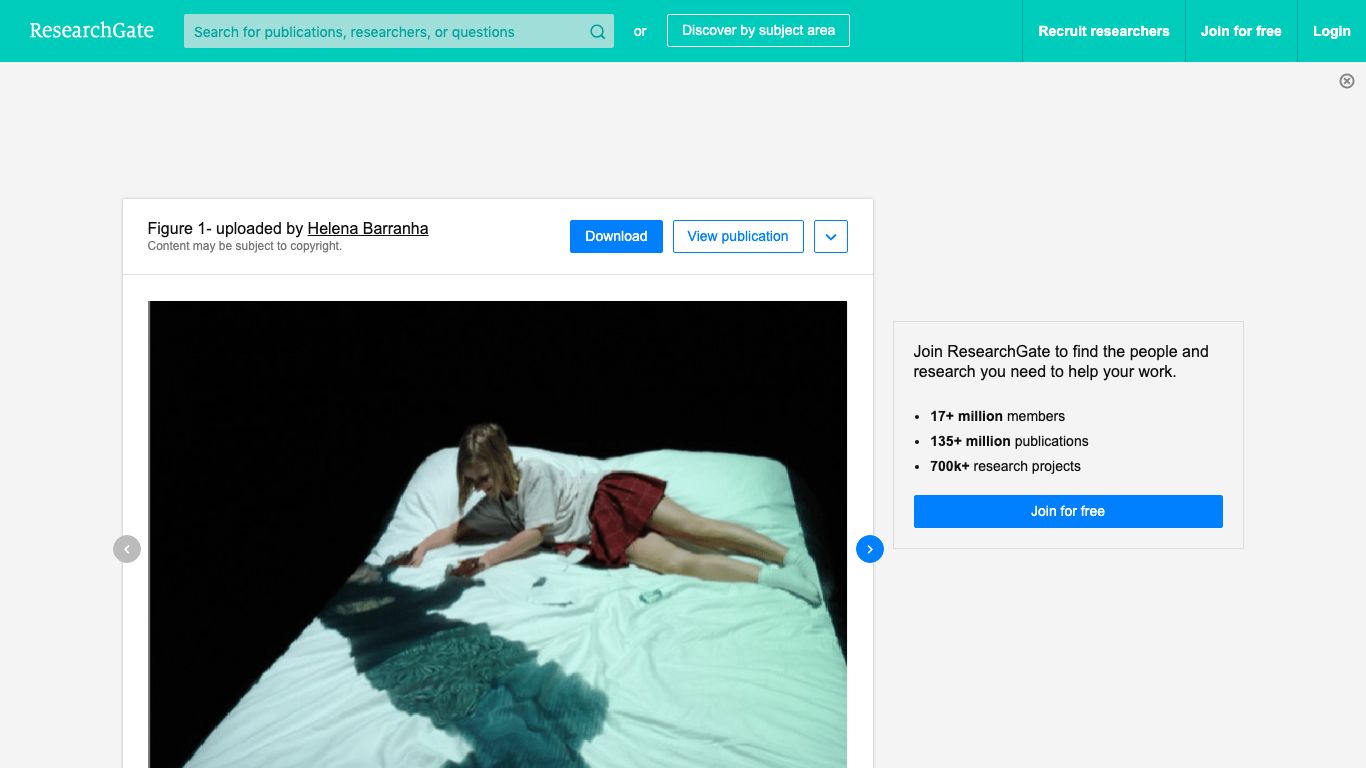 ResearchGate
Search for publications, researchers, or questions
or
Discover by subject area
Recruit researchers
Join for free
Login
Figure 1- uploaded by Helena Barranha
Content may be subject to copyright.
Download
View publication
Join ResearchGate to find the people and
research you need to help your work.
17+ million members
135+ million publications
700k+ research projects
Join for free